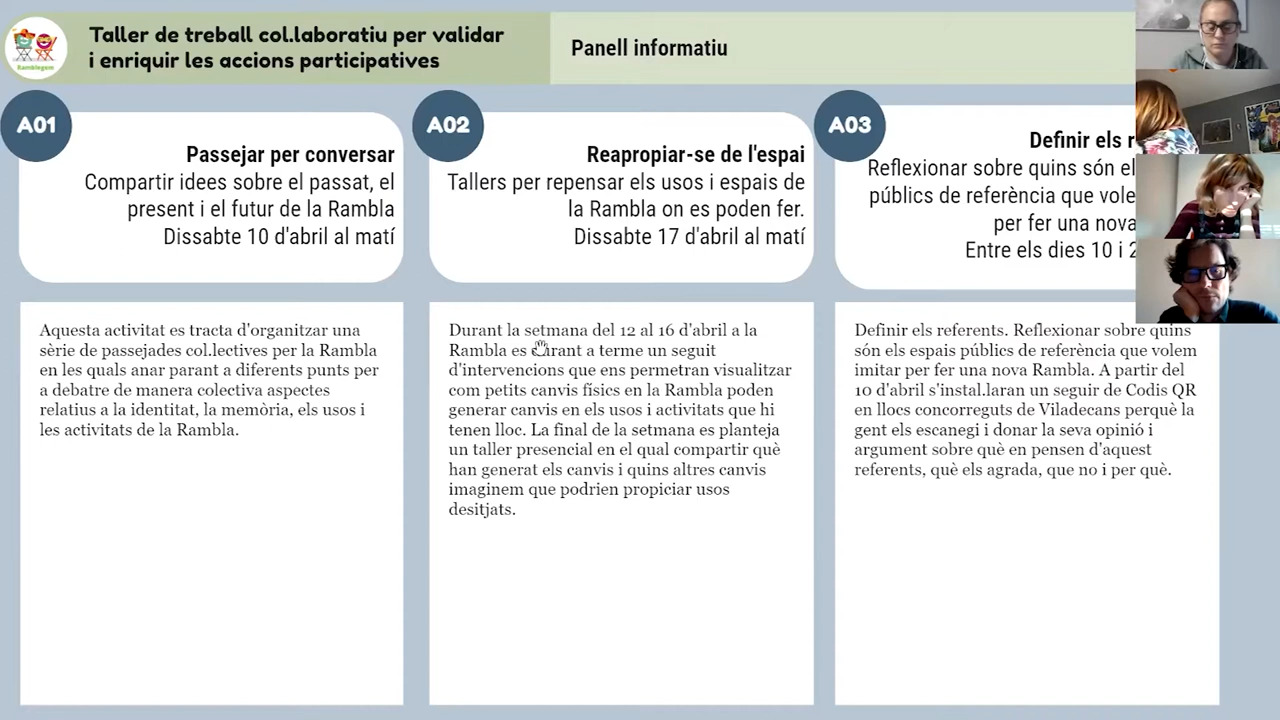 Taller de treball col.laboratiu per validar
i enriquir les accions participatives
Panell informatiu
Ramblegem
A01
Passejar per conversar
Compartir idees sobre el passat, el
present i el futur de la Rambla
Dissabte 10 d'abril al matí
Aquesta activitat es tracta d'organitzar una
sèrie de passejades col.lectives per la Rambla
en les quals anar parant a diferents punts per
a debatre de manera colectiva aspectes
relatius a la identitat, la memòria, els usos i
les activitats de la Rambla.
A02
Reapropiar-se de l'espai
Tallers per repensar els usos i espais de
la Rambla on es poden fer.
Dissabte 17 d'abril al matí
Durant la setmana del 12 al 16 d'abril a la
Rambla es duran a terme un seguit
d'intervencions que ens permetran visualitzar
com petits canvis físics en la Rambla poden
generar canvis en els usos i activitats que hi
tenen lloc. La final de la setmana es planteja
un taller presencial en el qual compartir què
han generat els canvis i quins altres canvis
imaginem que podrien propiciar usos
desitjats.
A03
Definir els
Reflexionar sobre quins són el
públics de referència que vole
per fer una nova
Entre els dies 10 i 2
Definir els referents. Reflexionar sobre quins
són els espais públics de referència que volem
imitar per fer una nova Rambla. A partir del
10 d'abril s'instal.laran un seguir de Codis QR
en llocs concorreguts de Viladecans perquè la
gent els escanegi i donar la seva opinió i
argument sobre què en pensen d'aquest
referents, què els agrada, que no i per què.